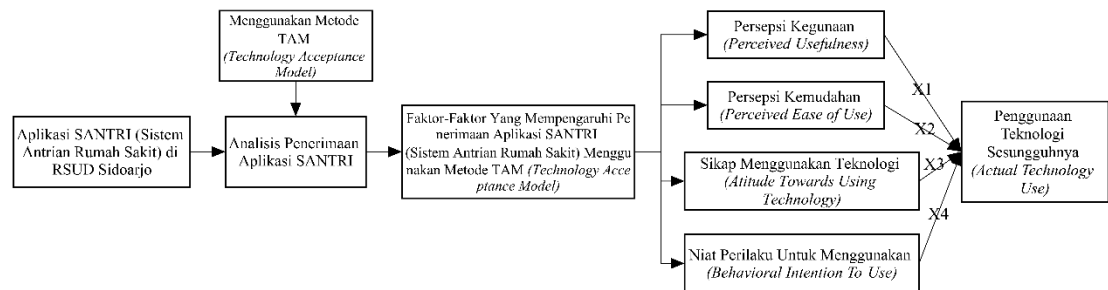 Menggunakan Metode
TAM
(Technology Acceptance
Model)
Aplikasi SANTRI (Sistem
Antrian Rumah Sakit) di
RSUD Sidoarjo
Analisis Penerimaan
Aplikasi SANTRI
Faktor-Faktor Yang Mempengaruhi Pe
nerimaan Aplikasi SANTRI
(Sistem Antrian Rumah Sakit) Menggu
nakan Metode TAM (Technology Acce
ptance Model)
Persepsi Kegunaan
(Perceived Usefulness)
Persepsi Kemudahan
(Perceived Ease of Use)
Sikap Menggunakan Teknologi
(Atitude Towards Using
Technology)
Niat Perilaku Untuk Menggunakan
(Behavioral Intention To Use)
X1
X2
X3
X4
Penggunaan
Teknologi
Sesungguhnya
(Actual Technology
Use)